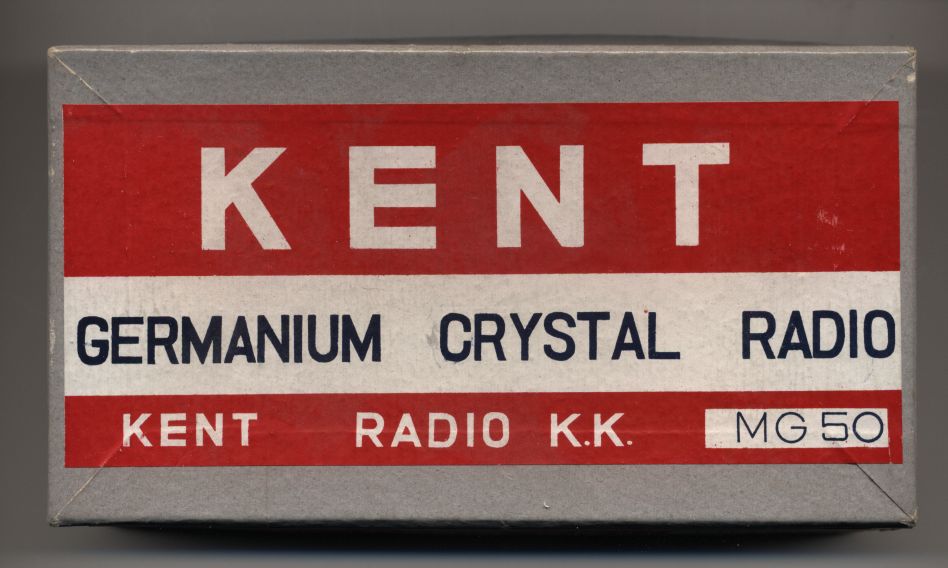 KENT
GERMANIUM CRYSTAL RADIO
KENT RADIO K.K. MG 50